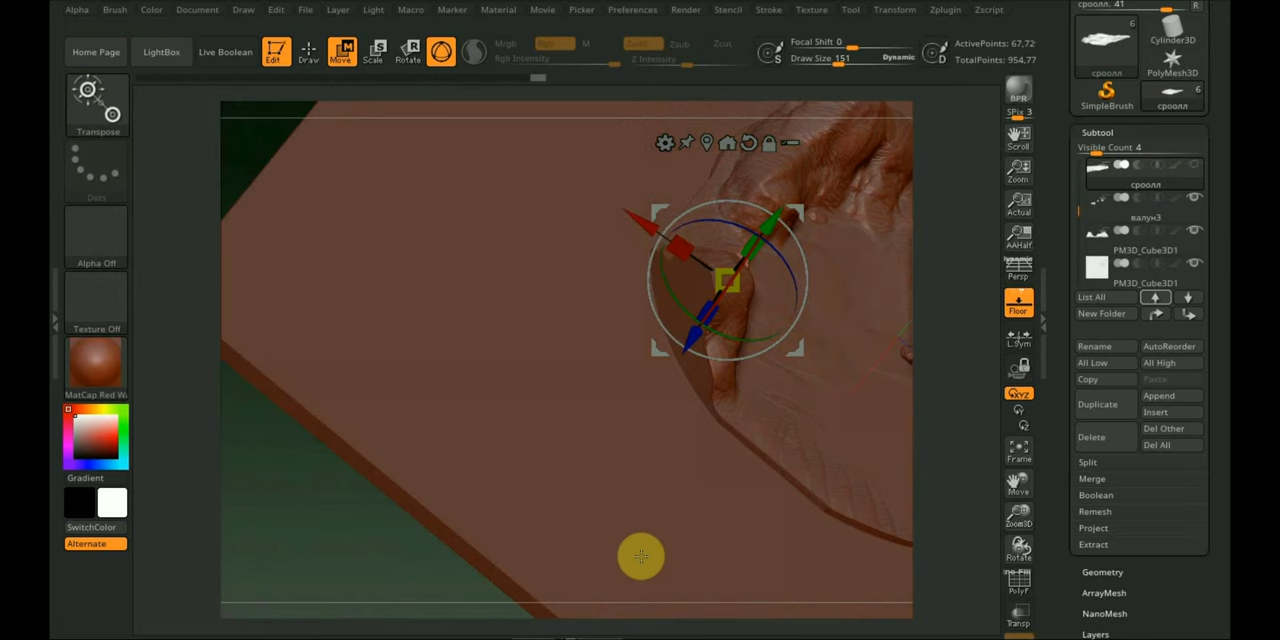 Alpha Brush Color Document Draw Edit File Layer Light Macro Marker Material Movie Picker Preferences Render Stencil Stroke Texture Tool Transform Zplugin Zscript
Home Page LightBox Live Boolean Edit Draw Move Scale Rotate
Mrgb Rgb M Zadd Zsub Zcut
Rgb Intensity Z Intensity
Focal Shift 0
Draw Size 151 Dynamic
ActivePoints: 67,72
TotalPoints: 954,77
Transpose
Dots
Alpha Off
Texture Off
MatCap Red W
Gradient
SwitchColor
Alternate
BPR
SPix 3
Scroll
Zoom
Actual
AAHalf
Dynamic
Persp
Floor
L.Sym
XYZ
Frame
Move
Zoom3D
Rotate
PolyF
Transp
сроолл. 41 R
6
сроолл
Cylinder3D
PolyMesh3D
SimpleBrush
6
сроолл
Subtool
Visible Count 4
сроолл
валун3
PM3D_Cube3D1
PM3D_Cube3D1
List All
New Folder
Rename AutoReorder
All Low All High
Copy Paste
Duplicate Append
Insert
Delete Del Other
Del All
Split
Merge
Boolean
Remesh
Project
Extract
Geometry
ArrayMesh
NanoMesh
Layers